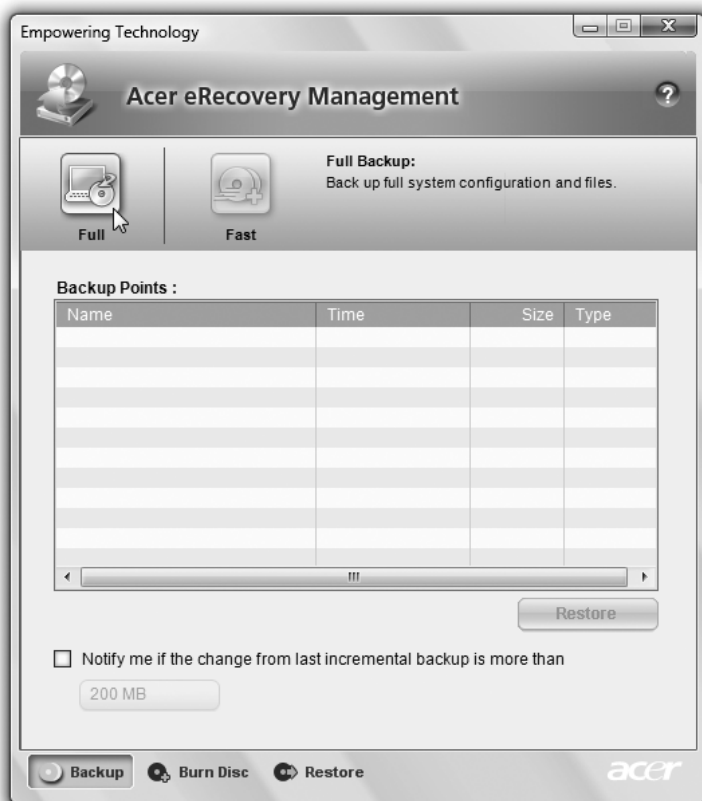 Empowering Technology
Acer eRecovery Management
?
Full Backup:
Back up full system configuration and files.
Full
Fast
Backup Points :
Name Time Size Type
Restore
Notify me if the change from last incremental backup is more than
200 MB
Backup Burn Disc Restore
acer